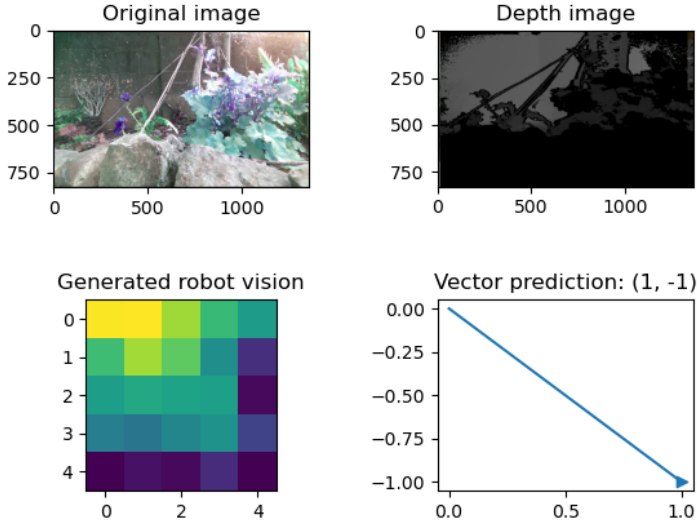 Original image
0
250
500
750
0 500 1000
Depth image
0
250
500
750
0 500 1000
Generated robot vision
0
1
2
3
4
0 2 4
Vector prediction: (1, -1)
0.00
−0.25
−0.50
−0.75
−1.00
0.0 0.5 1.0